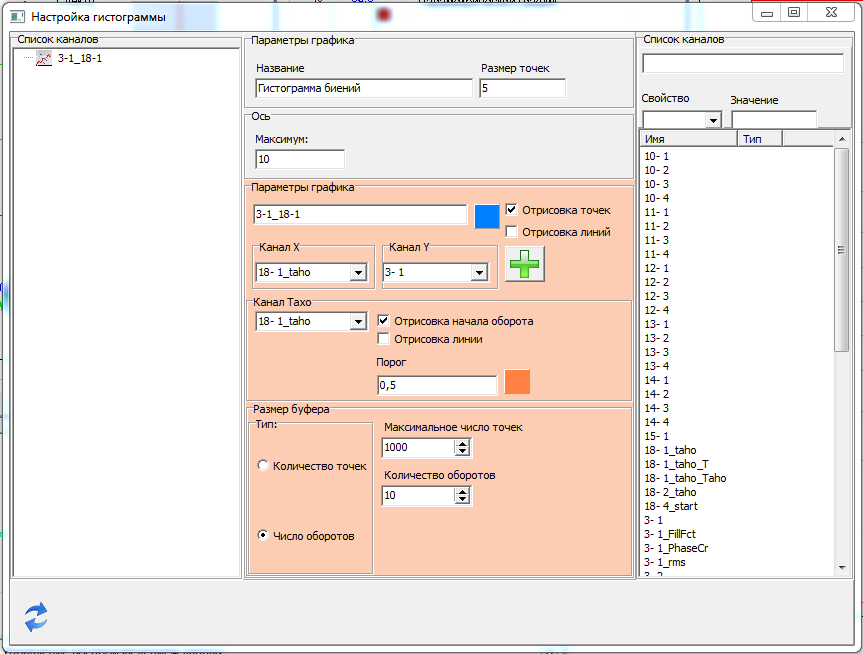 Настройка гистограммы
Список каналов
3-1_18-1
Параметры графика
Название
Размер точек
Гистограмма биений
5
Ось
Максимум:
10
Параметры графика
3-1_18-1
Отрисовка точек
Отрисовка линий
Канал X
Канал Y
18- 1_taho
3- 1
Канал Тахо
18- 1_taho
Отрисовка начала оборота
Отрисовка линии
Порог
0,5
Размер буфера
Тип:
Количество точек
Число оборотов
Максимальное число точек
1000
Количество оборотов
10
Список каналов
Свойство
Значение
Имя
Тип
10- 1
10- 2
10- 3
10- 4
11- 1
11- 2
11- 3
11- 4
12- 1
12- 2
12- 3
12- 4
13- 1
13- 2
13- 3
13- 4
14- 1
14- 2
14- 3
14- 4
15- 1
18- 1_taho
18- 1_taho_T
18- 1_taho_Taho
18- 2_taho
18- 4_start
3- 1
3- 1_FillFct
3- 1_PhaseCr
3- 1_rms
3- 2